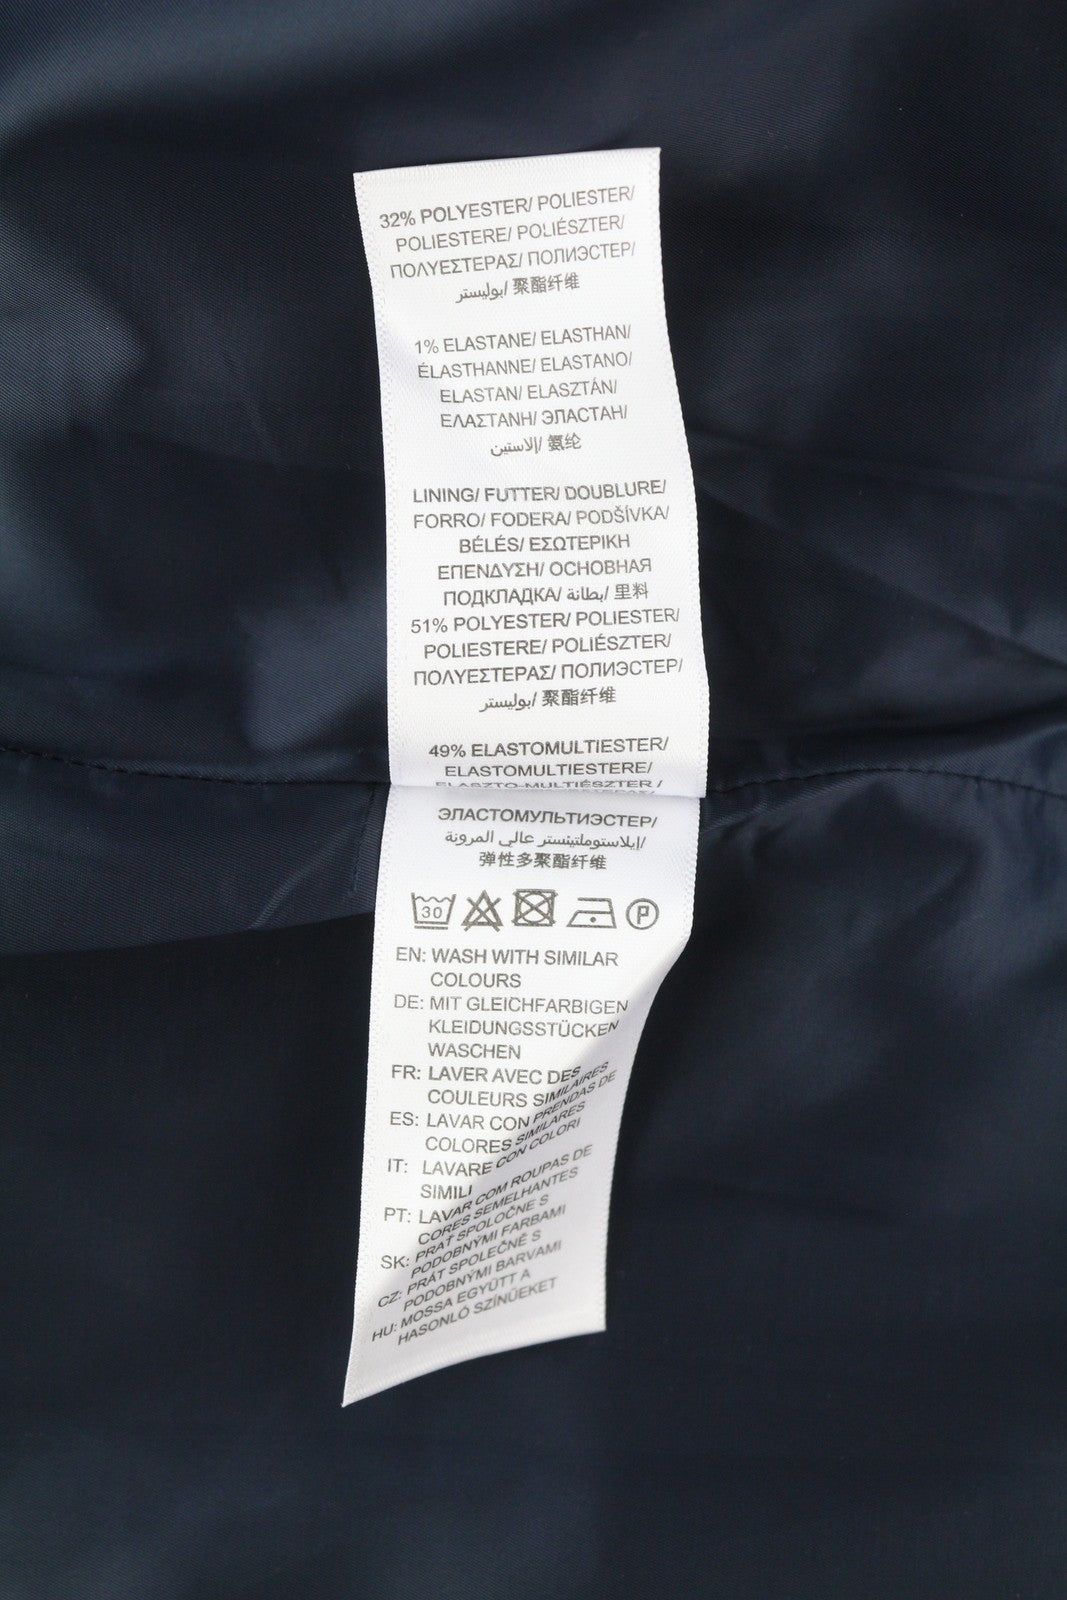 32% POLYESTER/ POLIESTER/
POLIESTERE/ POLIÉSZTER/
ΠΟΛΥΕΣΤΕΡΑΣ/ ПОЛИЭСТЕР/
بوليستر/ 聚酯纤维
1% ELASTANE/ ELASTHAN/
ÉLASTHANNE/ ELASTANO/
ELASTAN/ ELASZTÁN/
ΕΛΑΣΤΑΝΗ/ ЭЛАСТАН/
إلاستين/ 氨纶
LINING/ FUTTER/ DOUBLURE/
FORRO/ FODERA/ PODŠÍVKA/
BÉLÉS/ ΕΣΩΤΕΡΙΚΗ
ΕΠΕΝΔΥΣΗ/ ОСНОВНАЯ
ПОДКЛАДКА/ بطانة/ 里料
51% POLYESTER/ POLIESTER/
POLIESTERE/ POLIÉSZTER/
ΠΟΛΥΕΣΤΕΡΑΣ/ ПОЛИЭСТЕР/
بوليستر/ 聚酯纤维
49% ELASTOMULTIESTER/
ELASTOMULTIESTERE/
ELASZTO-MULTIÉSZTER /
ЭЛАСТОМУЛЬТИЭСТЕР/
إيلاستوملتيئستر عالي المرونة/
弹性多聚酯纤维
30 P
EN: WASH WITH SIMILAR
COLOURS
DE: MIT GLEICHFARBIGEN
KLEIDUNGSSTÜCKEN
WASCHEN
FR: LAVER AVEC DES
COULEURS SIMILAIRES
ES: LAVAR CON PRENDAS DE
COLORES SIMILARES
IT: LAVARE CON COLORI
SIMILI
PT: LAVAR COM ROUPAS DE
CORES SEMELHANTES
SK: PRAŤ SPOLOČNE S
PODOBNÝMI FARBAMI
CZ: PRÁT SPOLEČNĚ S
PODOBNÝMI BARVAMI
HU: MOSSA EGYÜTT A
HASONLÓ SZÍNŰEKET